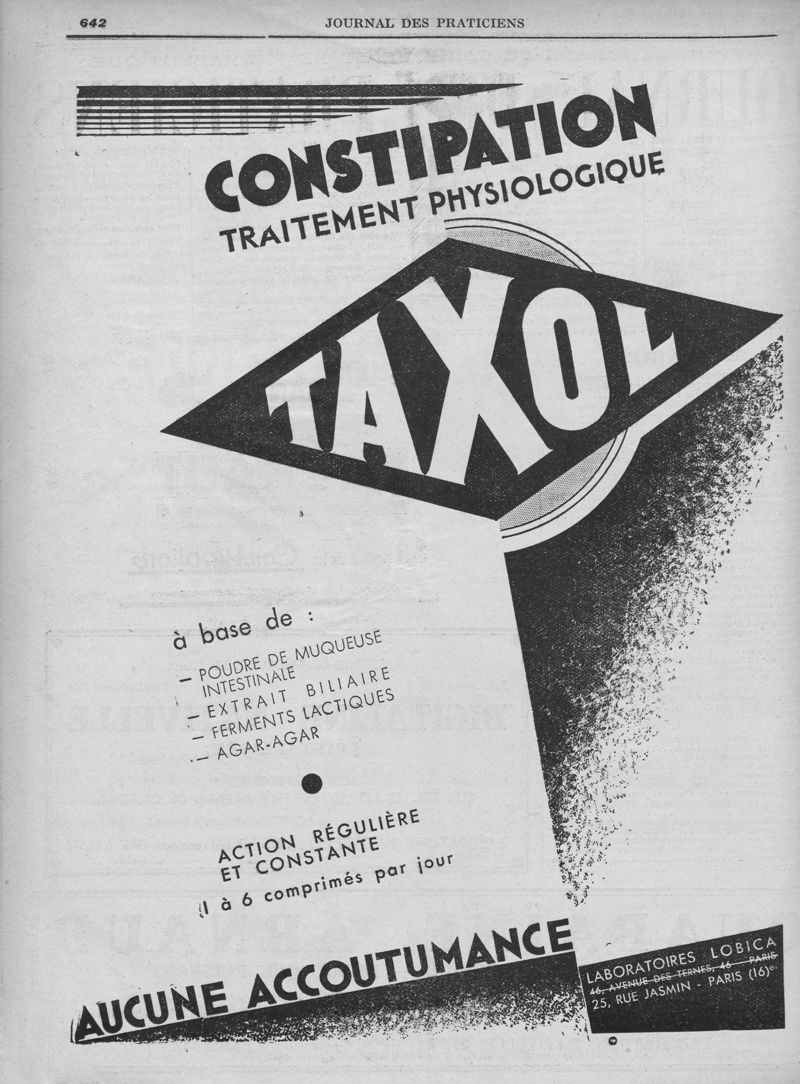 642
JOURNAL DES PRATICIENS
CONSTIPATION
TRAITEMENT PHYSIOLOGIQUE
TAXOL
à base de :
– POUDRE DE MUQUEUSE
INTESTINALE
– EXTRAIT BILIAIRE
– FERMENTS LACTIQUES
– AGAR-AGAR
ACTION RÉGULIÈRE
ET CONSTANTE
1 à 6 comprimés par jour
AUCUNE ACCOUTUMANCE
LABORATOIRES LOBICA
46, AVENUE DES TERNES, 46 - PARIS
25, RUE JASMIN - PARIS (16)e